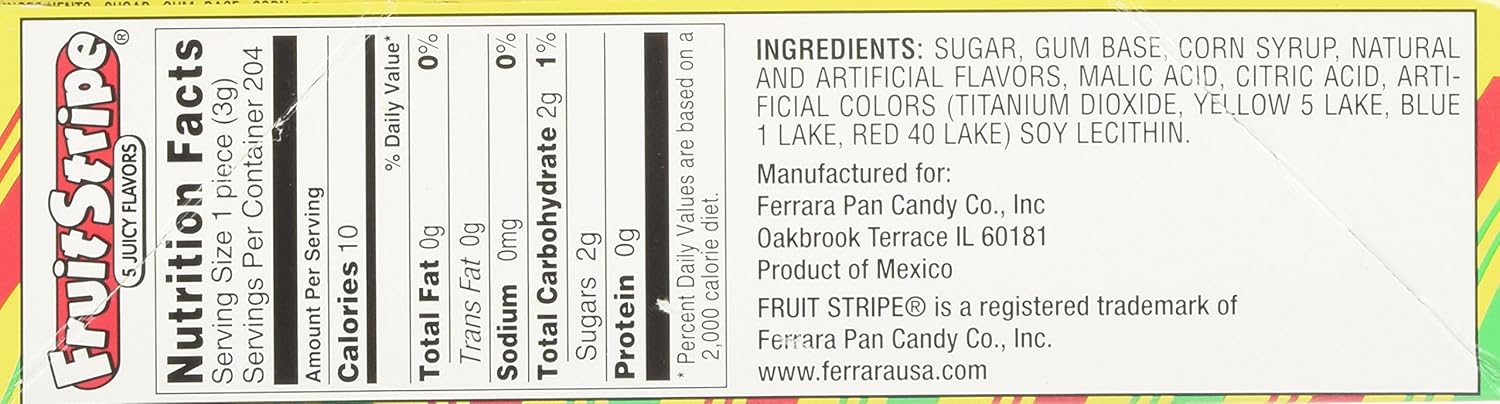 INGREDIENTS: SUGAR, GUM BASE, CORN
FruitStripe®
5 JUICY FLAVORS
Nutrition Facts
Serving Size 1 piece (3g)
Servings Per Container 204
Amount Per Serving
Calories 10
% Daily Value*
Total Fat 0g 0%
Trans Fat 0g
Sodium 0mg 0%
Total Carbohydrate 2g 1%
Sugars 2g
Protein 0g
* Percent Daily Values are based on a
2,000 calorie diet.
INGREDIENTS: SUGAR, GUM BASE, CORN SYRUP, NATURAL
AND ARTIFICIAL FLAVORS, MALIC ACID, CITRIC ACID, ARTI-
FICIAL COLORS (TITANIUM DIOXIDE, YELLOW 5 LAKE, BLUE
1 LAKE, RED 40 LAKE) SOY LECITHIN.
Manufactured for:
Ferrara Pan Candy Co., Inc
Oakbrook Terrace IL 60181
Product of Mexico
FRUIT STRIPE® is a registered trademark of
Ferrara Pan Candy Co., Inc.
www.ferrarausa.com